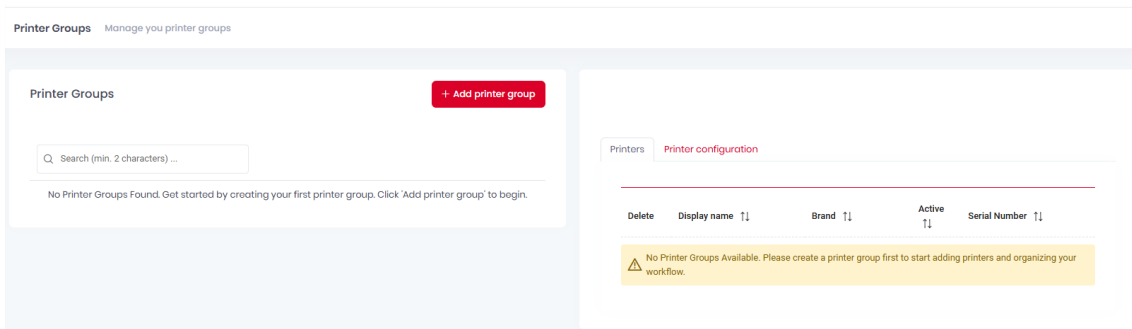 Printer Groups Manage you printer groups
Printer Groups
+ Add printer group
Search (min. 2 characters) ...
No Printer Groups Found. Get started by creating your first printer group. Click 'Add printer group' to begin.
Printers Printer configuration
Delete Display name Brand Active Serial Number
No Printer Groups Available. Please create a printer group first to start adding printers and organizing your
workflow.